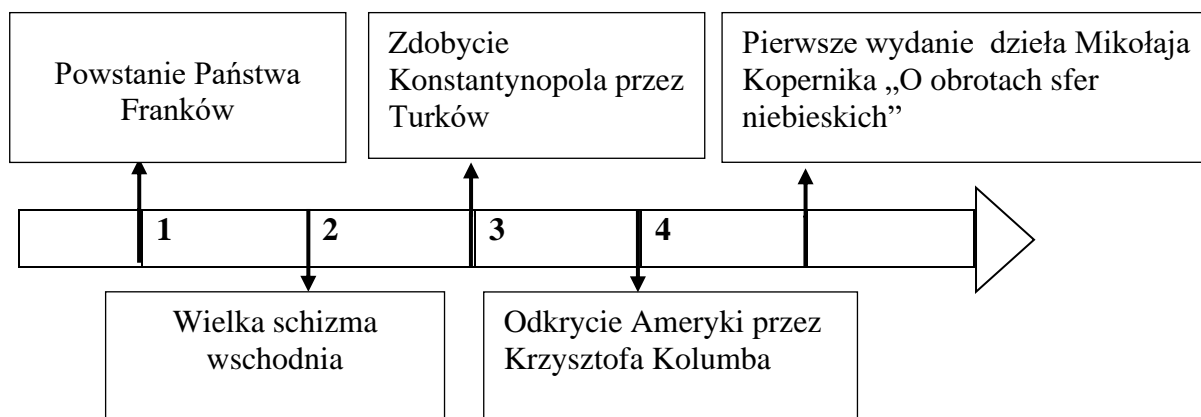 Powstanie Państwa
Franków
Zdobycie
Konstantynopola przez
Turków
Pierwsze wydanie dzieła Mikołaja
Kopernika „O obrotach sfer
niebieskich”
1
2
3
4
Wielka schizma
wschodnia
Odkrycie Ameryki przez
Krzysztofa Kolumba